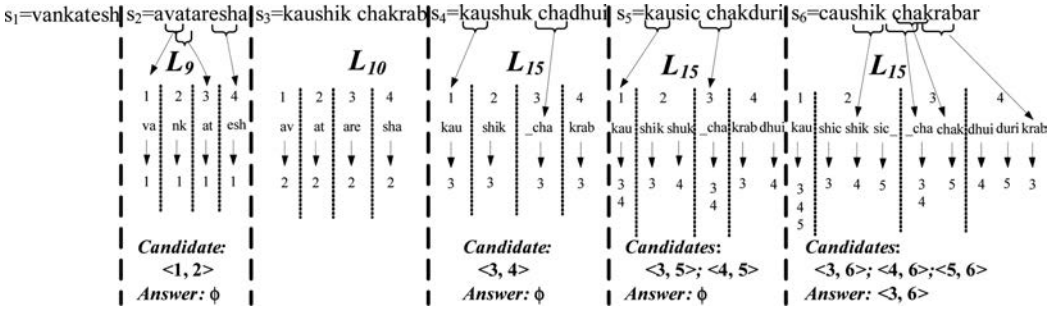 s1=vankatesh s2=avataresha s3=kaushik chakrab s4=kaushuk chadhui s5=kausic chakduri s6=caushik chakrabar
L9 L10 L15 L15 L15
1 2 3 4 1 2 3 4 1 2 3 4 1 2 3 4 1 2 3 4
va nk at esh av at are sha kau shik _cha krab kau shik shuk _cha krab dhui kau shic shik sic_ _cha chak dhui duri krab
1 1 1 1 2 2 2 2 3 3 3 3 3 3 4 3 3 4 3 3 4 5 3 5 4 5 3
4 4 4 4
5
Candidate: Candidate: Candidates: Candidates:
<1, 2> <3, 4> <3, 5>; <4, 5> <3, 6>; <4, 6>;<5, 6>
Answer: ϕ Answer: ϕ Answer: ϕ Answer: <3, 6>